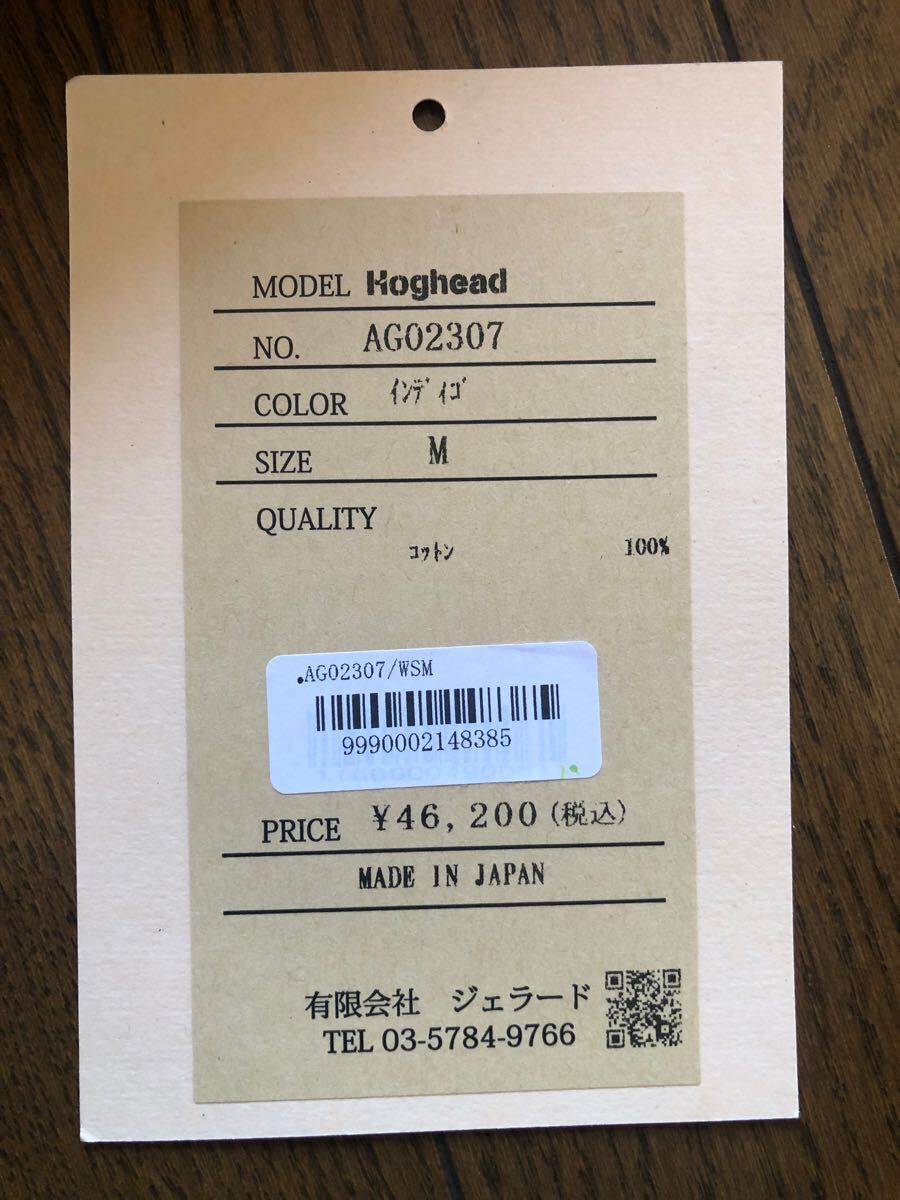 MODEL Hoghead
NO. AG02307
COLOR ｲﾝﾃﾞｨｺﾞ
SIZE M
QUALITY
ｺｯﾄﾝ 100%
.AG02307/WSM
9990002148385
PRICE ¥46,200(税込)
MADE IN JAPAN
有限会社 ジェラード
TEL 03-5784-9766